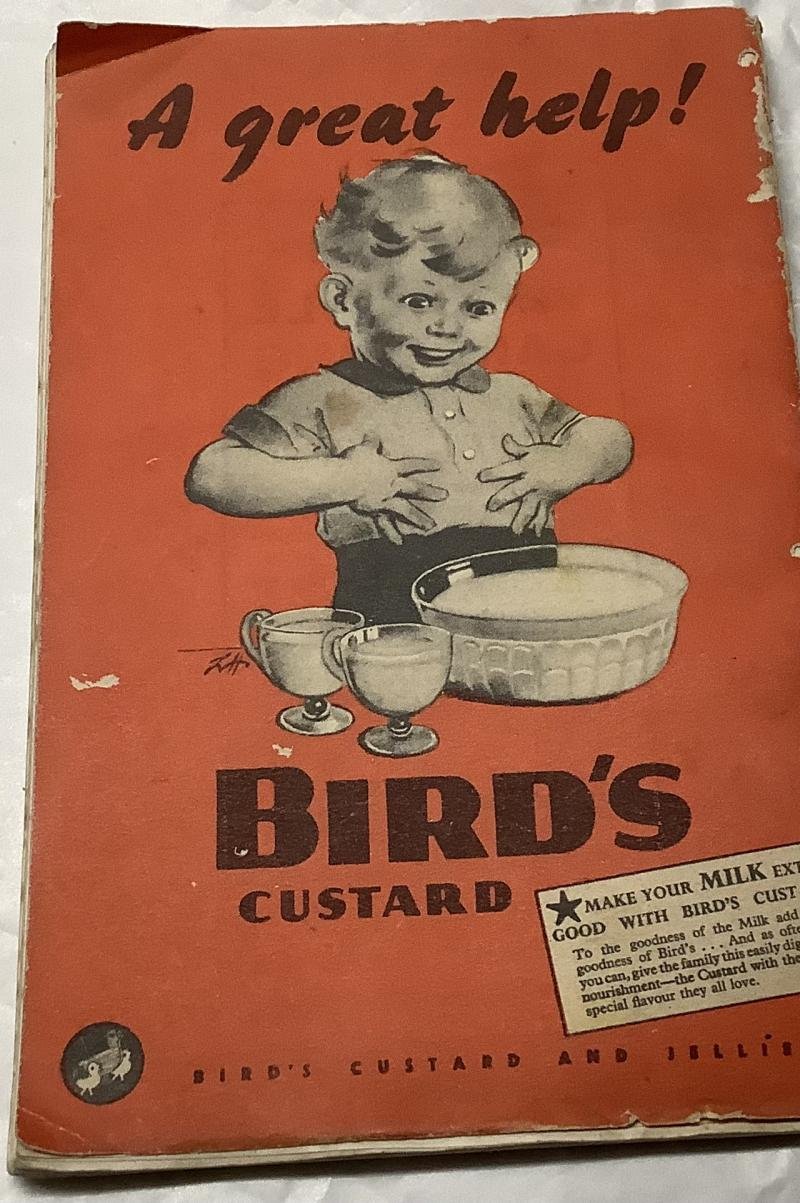 A great help!
BIRD'S
CUSTARD
MAKE YOUR MILK
GOOD WITH BIRD'S
To the goodness of the Milk add
goodness of Bird's . . . And as
you can, give the family this easily
nourishment—the Custard with the
special flavour they all love.
BIRD'S CUSTARD AND